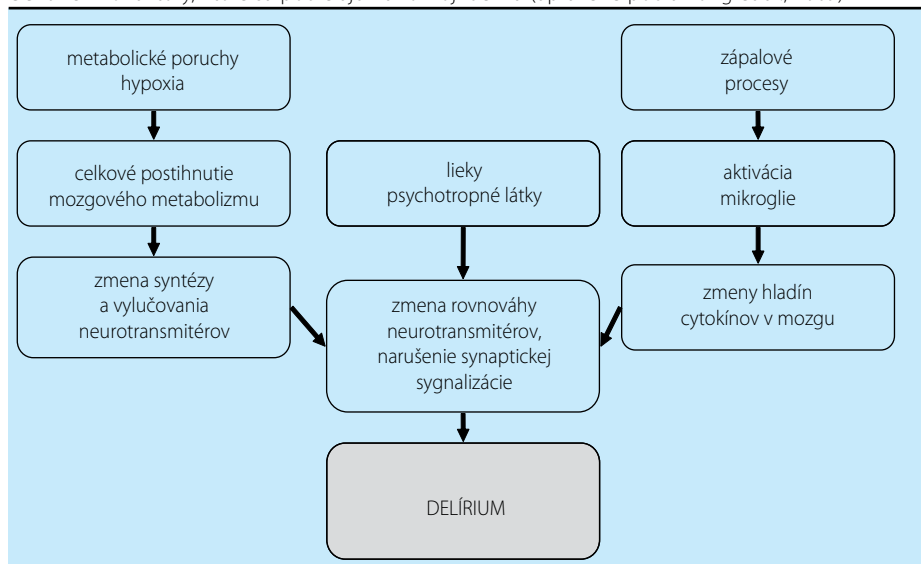 metabolické poruchy
hypoxia
zápalové
procesy
celkové postihnutie
mozgového metabolizmu
lieky
psychotropné látky
aktivácia
mikroglie
zmena syntézy
a vylučovania
neurotransmitérov
zmena rovnováhy
neurotransmitérov,
narušenie synaptickej
sygnalizácie
zmeny hladín
cytokínov v mozgu
DELÍRIUM